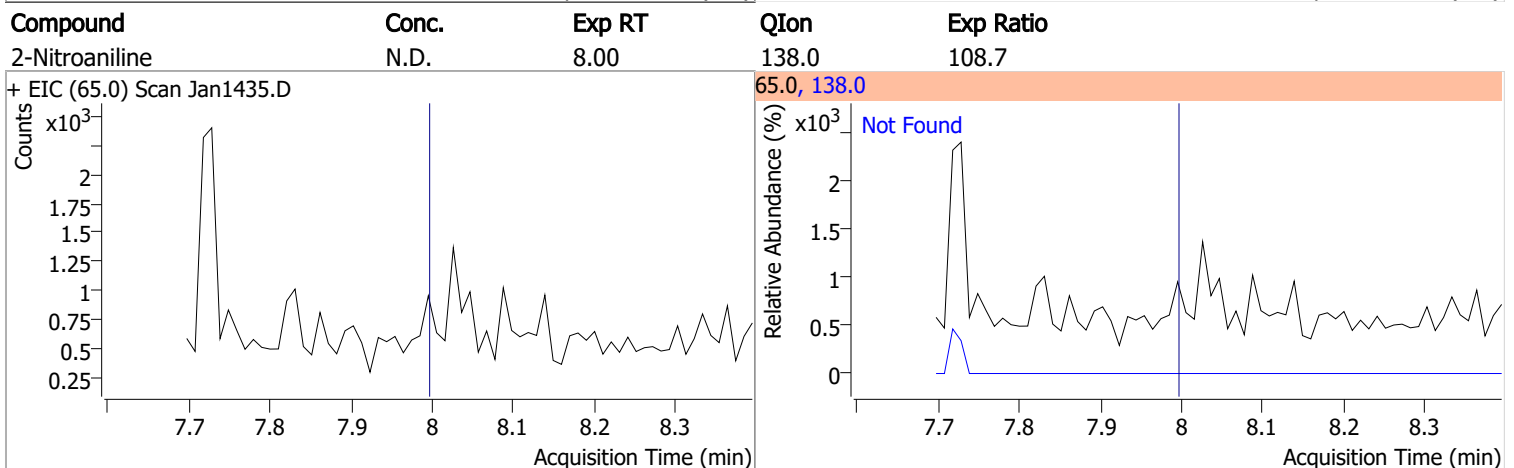 Compound Conc. Exp RT QIon Exp Ratio
2-Nitroaniline N.D. 8.00 138.0 108.7
+ EIC (65.0) Scan Jan1435.D
Counts
x10³
2
1.75
1.5
1.25
1
0.75
0.5
0.25
7.7 7.8 7.9 8 8.1 8.2 8.3
Acquisition Time (min)
65.0, 138.0
Relative Abundance (%)
x10³
Not Found
2
1.5
1
0.5
0
7.7 7.8 7.9 8 8.1 8.2 8.3
Acquisition Time (min)